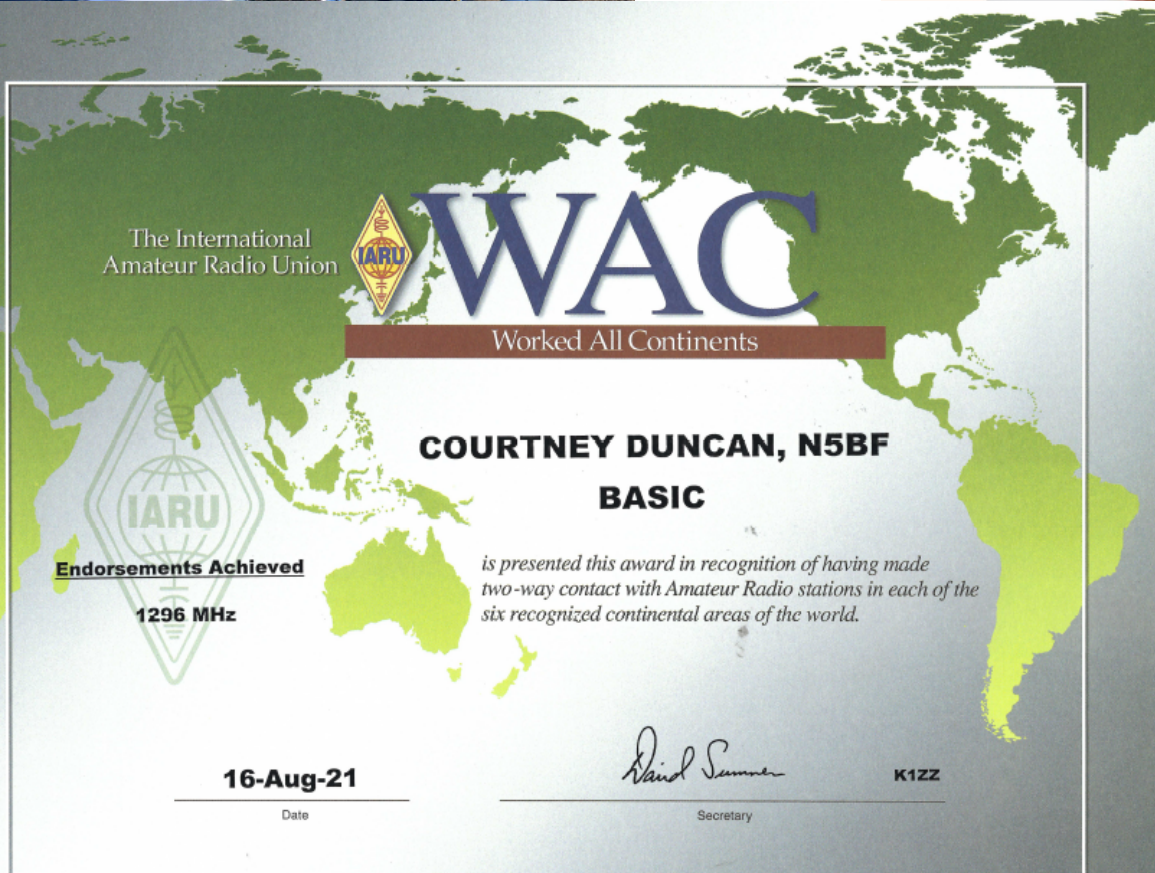 The International
Amateur Radio Union
IARU
WAC
Worked All Continents
COURTNEY DUNCAN, N5BF
BASIC
IARU
Endorsements Achieved
1296 MHz
is presented this award in recognition of having made
two-way contact with Amateur Radio stations in each of the
six recognized continental areas of the world.
16-Aug-21
Date
David Sumner
K1ZZ
Secretary